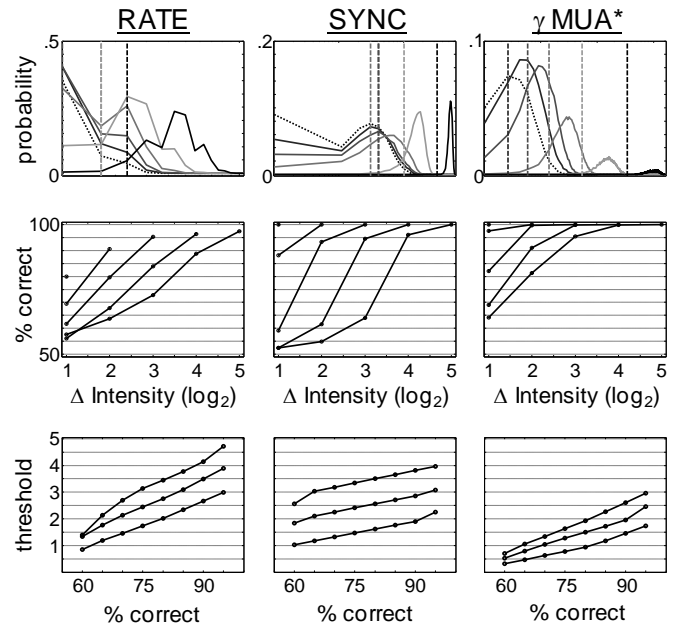 RATE SYNC γ MUA*
.5 .2 .1
probability
0 0 0
100
% correct
50
1 2 3 4 5 1 2 3 4 5 1 2 3 4 5
Δ Intensity (log2) Δ Intensity (log2) Δ Intensity (log2)
5
4
3
2
1
threshold
60 75 90 60 75 90 60 75 90
% correct % correct % correct